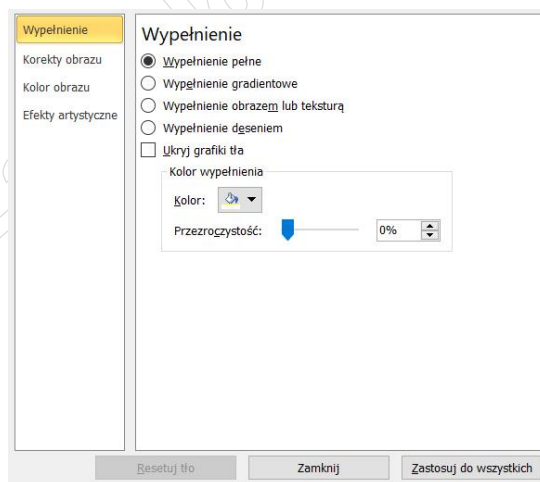 Wypełnienie
Korekty obrazu
Kolor obrazu
Efekty artystyczne
Wypełnienie
Wypełnienie pełne
Wypełnienie gradientowe
Wypełnienie obrazem lub teksturą
Wypełnienie deseniem
Ukryj grafiki tła
Kolor wypełnienia
Kolor:
Przezroczystość: 0%
Resetuj tło Zamknij Zastosuj do wszystkich